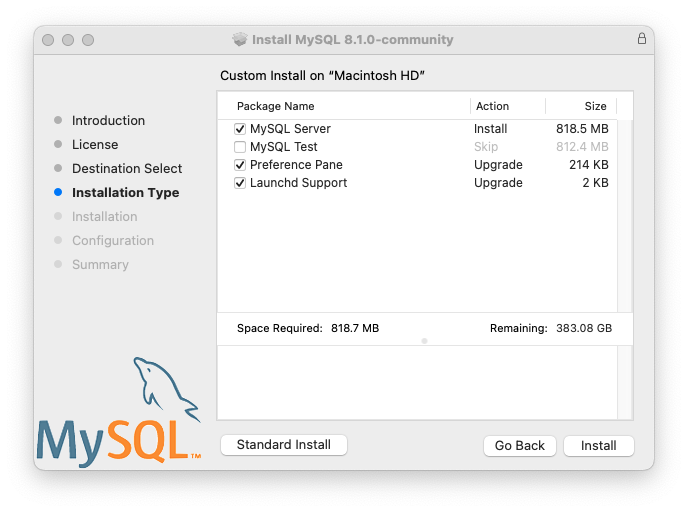 Install MySQL 8.1.0-community
Custom Install on “Macintosh HD”
Introduction
License
Destination Select
Installation Type
Installation
Configuration
Summary
Package Name Action Size
MySQL Server Install 818.5 MB
MySQL Test Skip 812.4 MB
Preference Pane Upgrade 214 KB
Launchd Support Upgrade 2 KB
Space Required: 818.7 MB Remaining: 383.08 GB
MySQL™
Standard Install Go Back Install